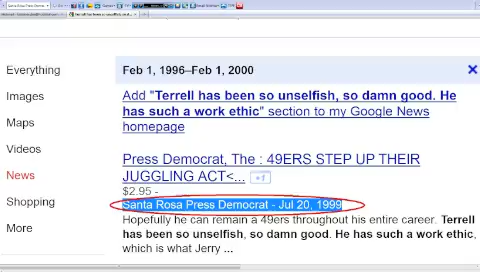 Everything
Images
Maps
Videos
News
Shopping
More
Feb 1, 1996–Feb 1, 2000
Add "Terrell has been so unselfish, so damn good. He
has such a work ethic" section to my Google News
homepage
Press Democrat, The : 49ERS STEP UP THEIR
JUGGLING ACT<...
+1
$2.95 -
Santa Rosa Press Democrat - Jul 20, 1999
Hopefully he can remain a 49ers throughout his entire career. Terrell
has been so unselfish, so damn good. He has such a work ethic,
which is what Jerry ...